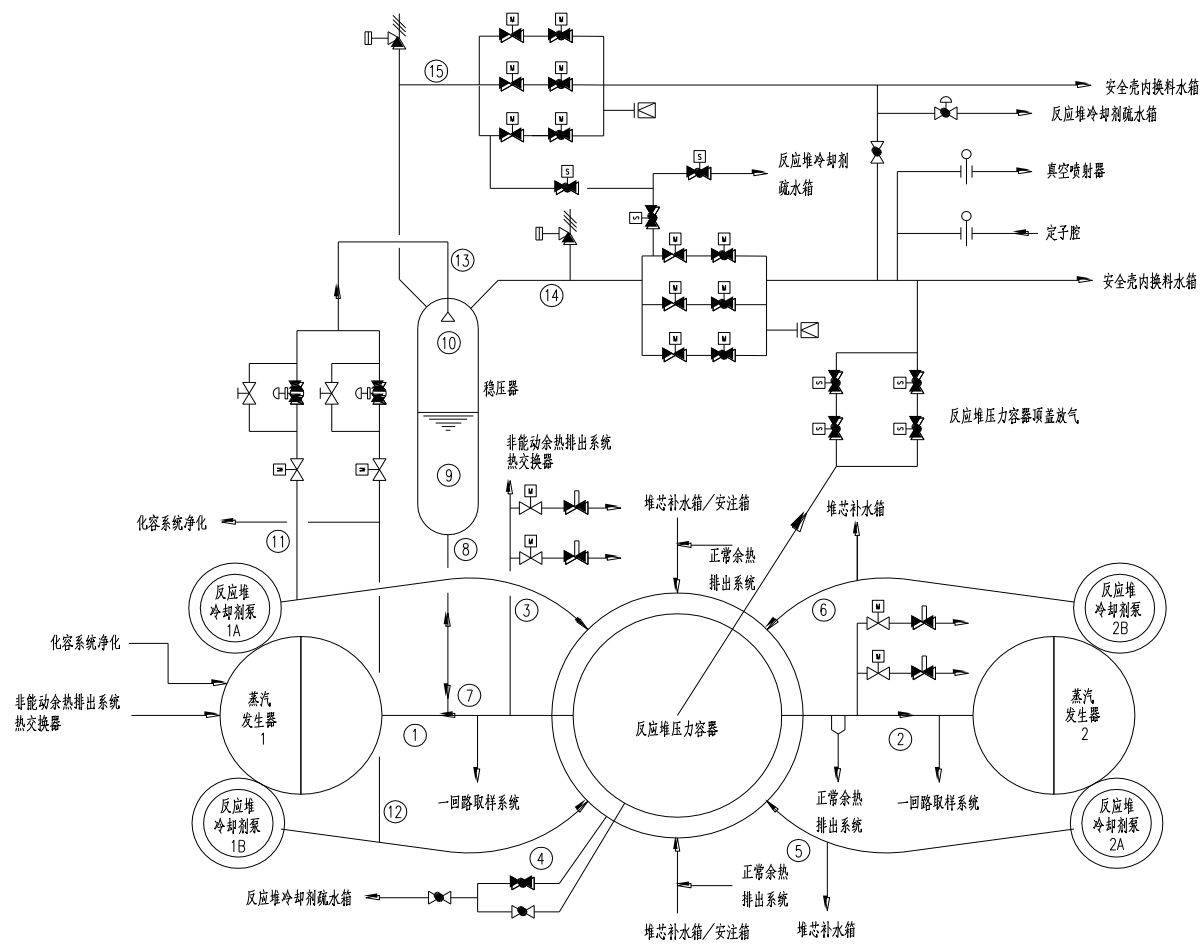 M
M
15
M
M
安全壳内换料水箱
反应堆冷却剂疏水箱
M
M
S
S
反应堆冷却剂
疏水箱
真空喷射器
S
定子腔
13
M
M
14
安全壳内换料水箱
M
M
10
M
M
稳压器
S
S
反应堆压力容器顶盖放气
S
S
非能动余热排出系统
热交换器
M
M
9
M
堆芯补水箱/安注箱
堆芯补水箱
化容系统净化
11
8
M
正常余热
排出系统
反应堆
冷却剂泵
1A
3
6
M
反应堆
冷却剂泵
2B
化容系统净化
M
非能动余热排出系统
热交换器
蒸汽
发生器
1
7
1
反应堆压力容器
2
蒸汽
发生器
2
一回路取样系统
正常余热
排出系统
一回路取样系统
反应堆
冷却剂泵
1B
12
4
5
反应堆
冷却剂泵
2A
正常余热
排出系统
反应堆冷却剂疏水箱
堆芯补水箱/安注箱
堆芯补水箱